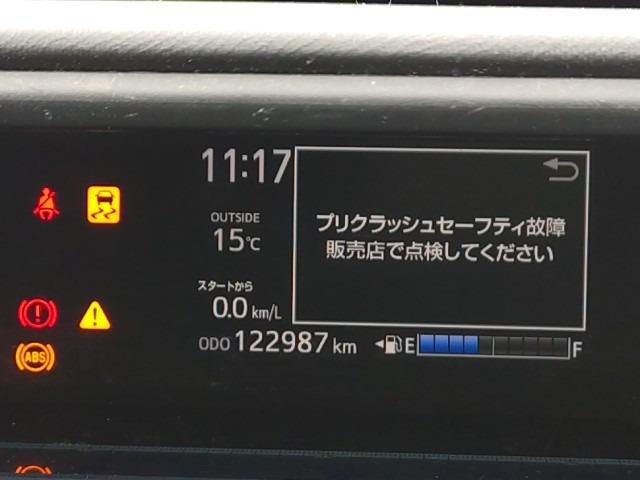 11:17
OUTSIDE
15℃
スタートから
0.0 km/L
ODO 122987 km
プリクラッシュセーフティ故障
販売店で点検してください
E F
ABS